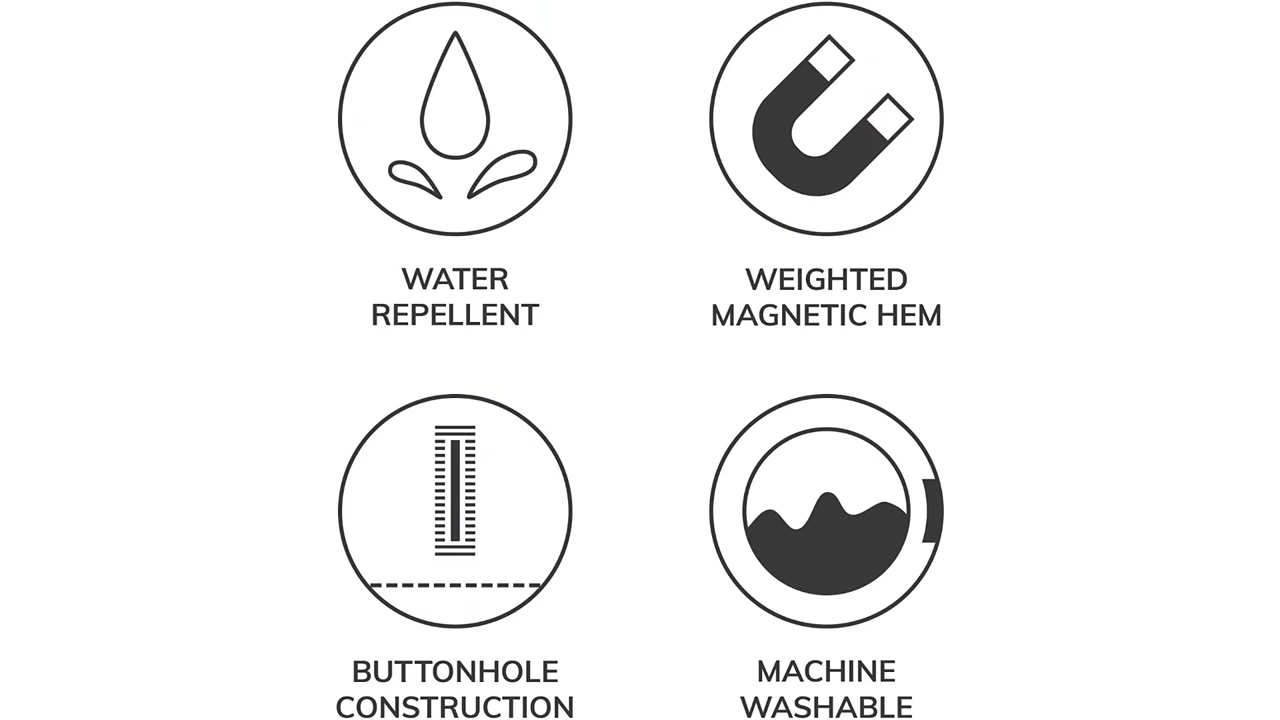 WATER
REPELLENT
WEIGHTED
MAGNETIC HEM
BUTTONHOLE
CONSTRUCTION
MACHINE
WASHABLE